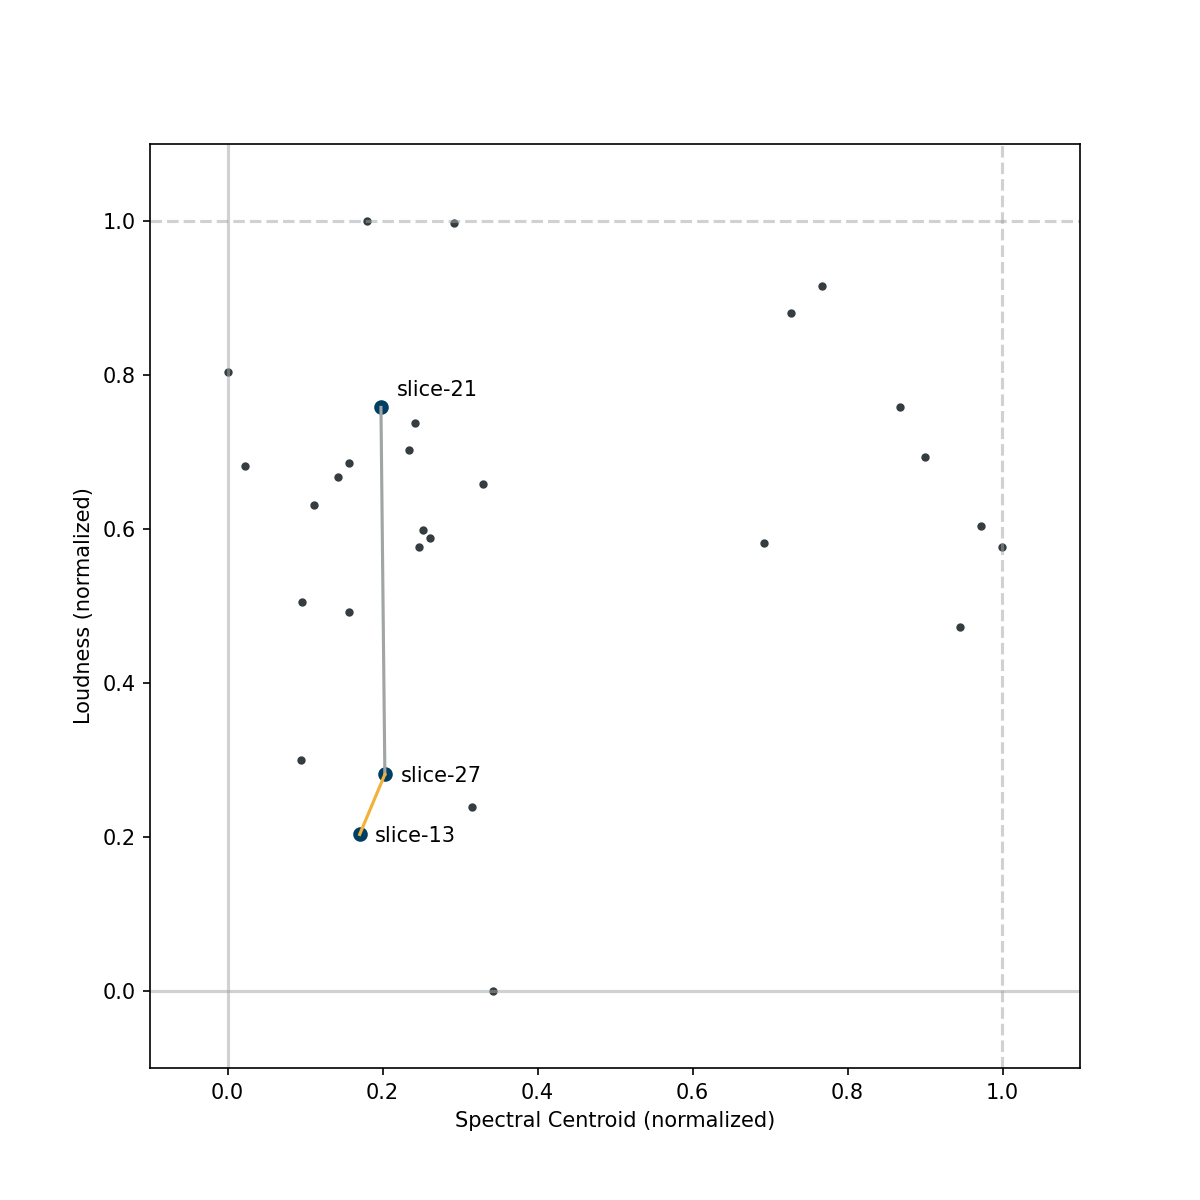 1.0
0.8
0.6
0.4
0.2
0.0
Loudness (normalized)
slice-21
slice-27
slice-13
0.0 0.2 0.4 0.6 0.8 1.0
Spectral Centroid (normalized)